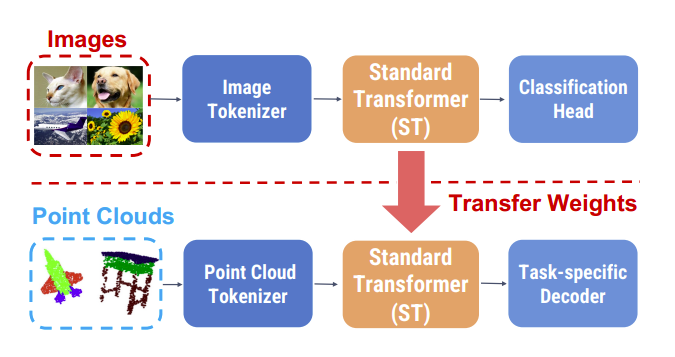 Images
Image
Tokenizer
Standard
Transformer
(ST)
Classification
Head
Transfer Weights
Point Clouds
Point Cloud
Tokenizer
Standard
Transformer
(ST)
Task-specific
Decoder